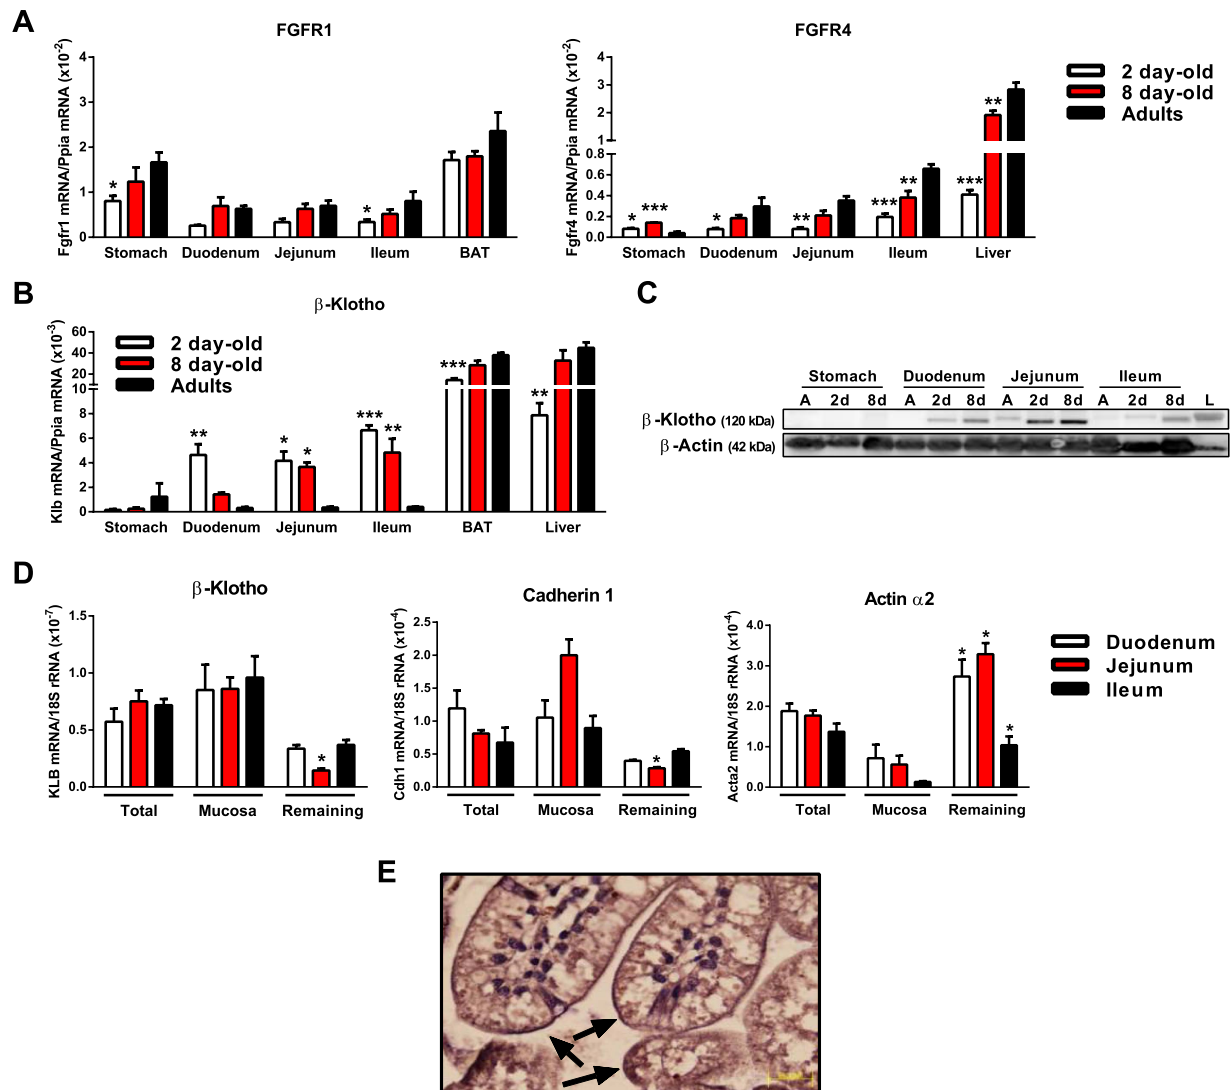 A
FGFR1
Fgfr1 mRNA/Ppia mRNA (x10⁻²)
4
3
2
1
0
*
*
Stomach Duodenum Jejunum Ileum BAT
FGFR4
Fgfr4 mRNA/Ppia mRNA (x10⁻²)
4
3
2
1
0.8
0.6
0.4
0.2
0.0
* *** * ** *** ** *** **
Stomach Duodenum Jejunum Ileum Liver
2 day-old
8 day-old
Adults
B
β-Klotho
Klb mRNA/Ppia mRNA (x10⁻³)
60
40
20
10
8
6
4
2
0
2 day-old
8 day-old
Adults
** * * *** ** *** **
Stomach Duodenum Jejunum Ileum BAT Liver
C
Stomach Duodenum Jejunum Ileum
A 2d 8d A 2d 8d A 2d 8d A 2d 8d L
β-Klotho (120 kDa)
β-Actin (42 kDa)
D
β-Klotho
KLB mRNA/18S rRNA (x10⁻⁷)
1.5
1.0
0.5
0.0
*
Total Mucosa Remaining
Cadherin 1
Cdh1 mRNA/18S rRNA (x10⁻⁴)
2.5
2.0
1.5
1.0
0.5
0.0
*
Total Mucosa Remaining
Actin α2
Acta2 mRNA/18S rRNA (x10⁻⁴)
4.0
3.0
2.0
1.0
0.0
* * *
Total Mucosa Remaining
Duodenum
Jejunum
Ileum
E